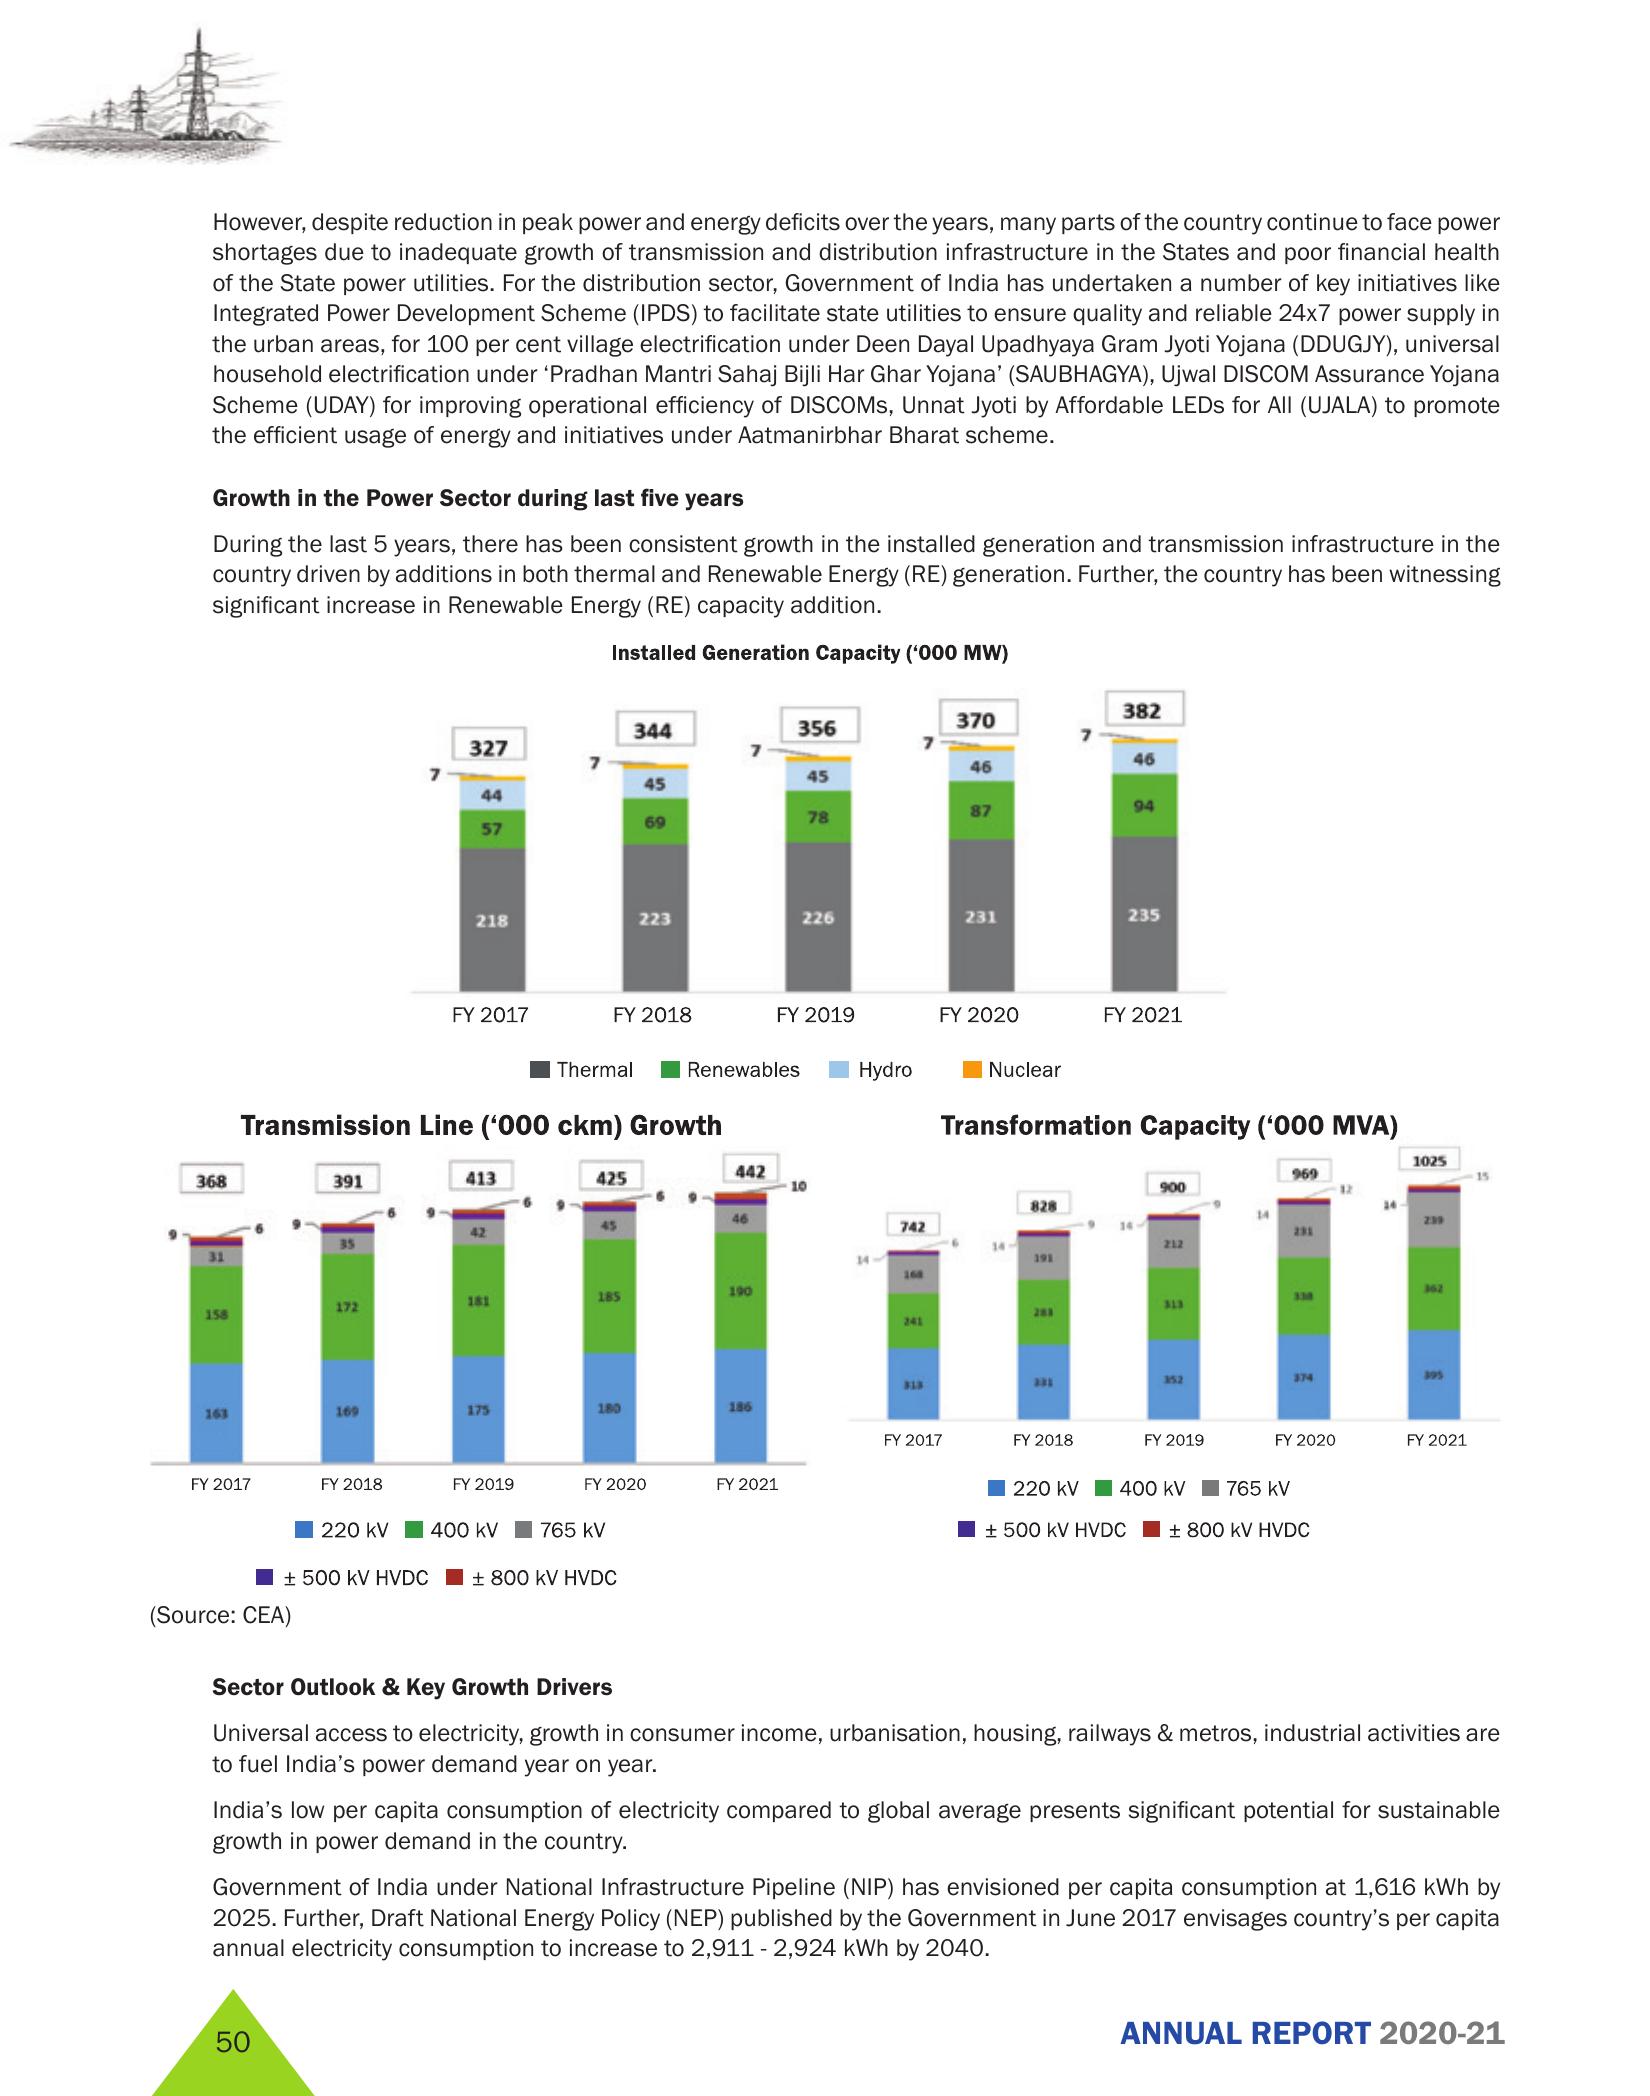 However, despite reduction in peak power and energy deficits over the years, many parts of the country continue to face power
shortages due to inadequate growth of transmission and distribution infrastructure in the States and poor financial health
of the State power utilities. For the distribution sector, Government of India has undertaken a number of key initiatives like
Integrated Power Development Scheme (IPDS) to facilitate state utilities to ensure quality and reliable 24x7 power supply in
the urban areas, for 100 per cent village electrification under Deen Dayal Upadhyaya Gram Jyoti Yojana (DDUGJY), universal
household electrification under ‘Pradhan Mantri Sahaj Bijli Har Ghar Yojana’ (SAUBHAGYA), Ujwal DISCOM Assurance Yojana
Scheme (UDAY) for improving operational efficiency of DISCOMs, Unnat Jyoti by Affordable LEDs for All (UJALA) to promote
the efficient usage of energy and initiatives under Aatmanirbhar Bharat scheme.
Growth in the Power Sector during last five years
During the last 5 years, there has been consistent growth in the installed generation and transmission infrastructure in the
country driven by additions in both thermal and Renewable Energy (RE) generation. Further, the country has been witnessing
significant increase in Renewable Energy (RE) capacity addition.
Installed Generation Capacity (‘000 MW)
327 344 356 370 382
7 7 7 7 7
44 45 45 46 46
57 69 78 87 94
218 223 226 231 235
FY 2017 FY 2018 FY 2019 FY 2020 FY 2021
Thermal Renewables Hydro Nuclear
Transmission Line (‘000 ckm) Growth
368 391 413 425 442
9 6 9 6 9 6 9 6 9 10
31 35 42 45 46
158 172 181 185 190
163 169 175 180 186
FY 2017 FY 2018 FY 2019 FY 2020 FY 2021
220 kV 400 kV 765 kV
± 500 kV HVDC ± 800 kV HVDC
Transformation Capacity (‘000 MVA)
742 828 900 969 1025
14 6 14 9 14 9 14 12 14 15
168 191 212 231 239
241 283 313 338 362
313 331 352 374 395
FY 2017 FY 2018 FY 2019 FY 2020 FY 2021
220 kV 400 kV 765 kV
± 500 kV HVDC ± 800 kV HVDC
(Source: CEA)
Sector Outlook & Key Growth Drivers
Universal access to electricity, growth in consumer income, urbanisation, housing, railways & metros, industrial activities are
to fuel India’s power demand year on year.
India’s low per capita consumption of electricity compared to global average presents significant potential for sustainable
growth in power demand in the country.
Government of India under National Infrastructure Pipeline (NIP) has envisioned per capita consumption at 1,616 kWh by
2025. Further, Draft National Energy Policy (NEP) published by the Government in June 2017 envisages country’s per capita
annual electricity consumption to increase to 2,911 - 2,924 kWh by 2040.
50
ANNUAL REPORT 2020-21